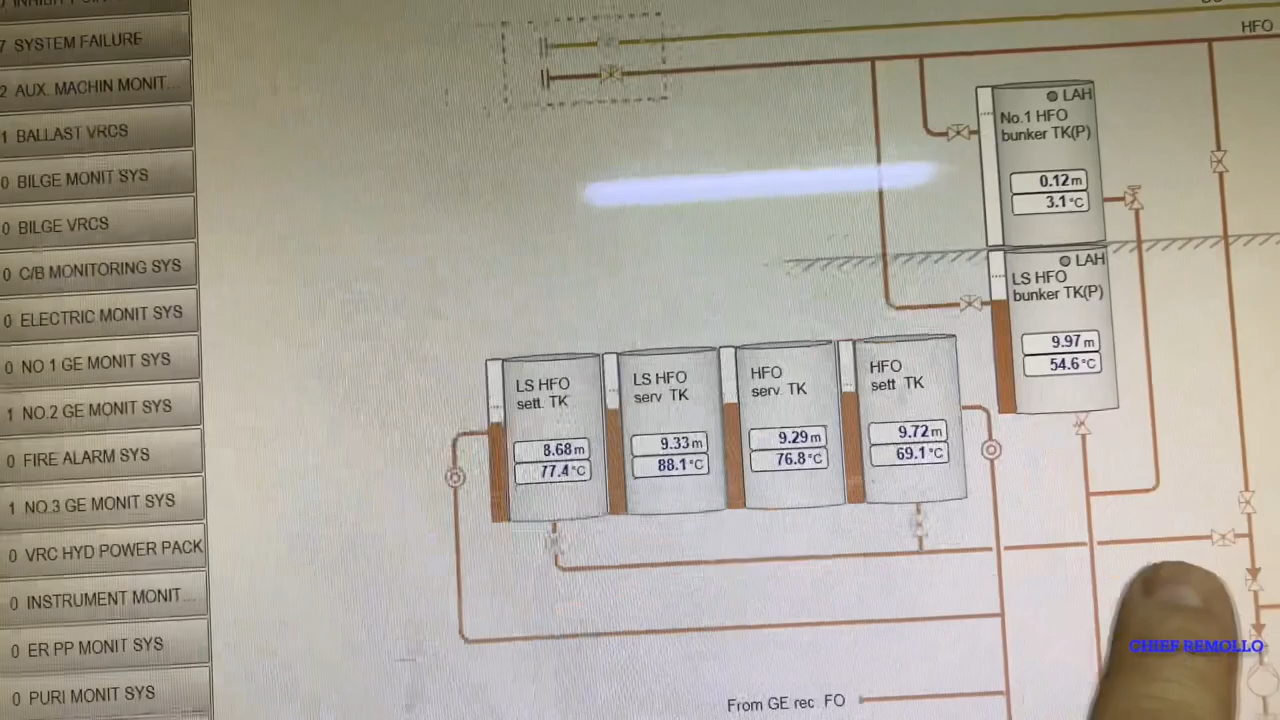 7 SYSTEM FAILURE
2 AUX. MACHIN MONIT...
1 BALLAST VRCS
0 BILGE MONIT SYS
0 BILGE VRCS
0 C/B MONITORING SYS
0 ELECTRIC MONIT SYS
0 NO 1 GE MONIT SYS
1 NO.2 GE MONIT SYS
0 FIRE ALARM SYS
1 NO.3 GE MONIT SYS
0 VRC HYD POWER PACK
0 INSTRUMENT MONIT...
0 ER PP MONIT SYS
0 PURI MONIT SYS
HFO
LAH
No.1 HFO
bunker TK(P)
0.12 m
3.1 °C
LAH
LS HFO
bunker TK(P)
9.97 m
54.6 °C
LS HFO
sett. TK
8.68 m
77.4 °C
LS HFO
serv TK
9.33 m
88.1 °C
HFO
serv. TK
9.29 m
76.8 °C
HFO
sett TK
9.72 m
69.1 °C
From GE rec FO
CHIEF REMOLLO